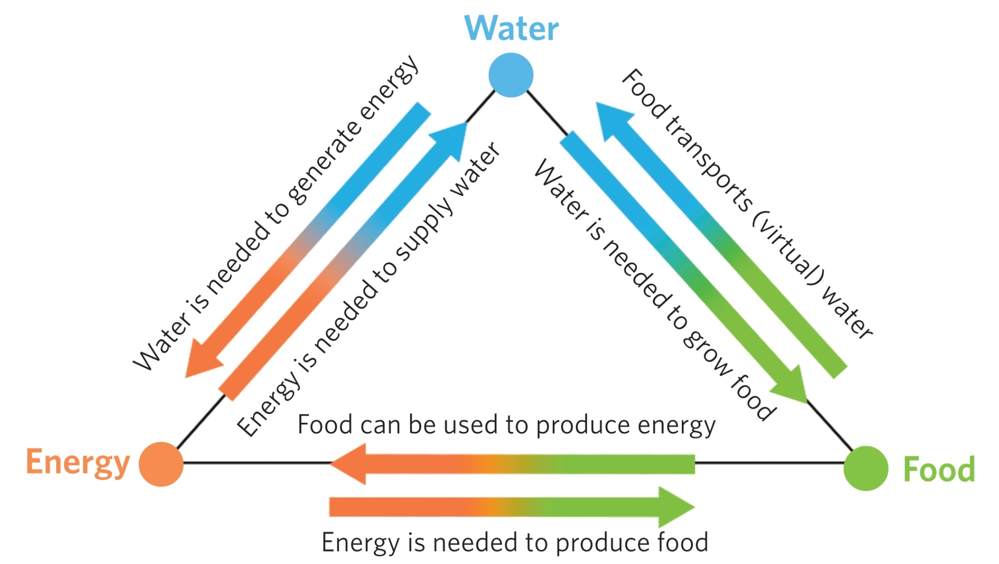 Water
Water is needed to generate energy
Energy is needed to supply water
Food transports (virtual) water
Water is needed to grow food
Food can be used to produce energy
Energy
Food
Energy is needed to produce food